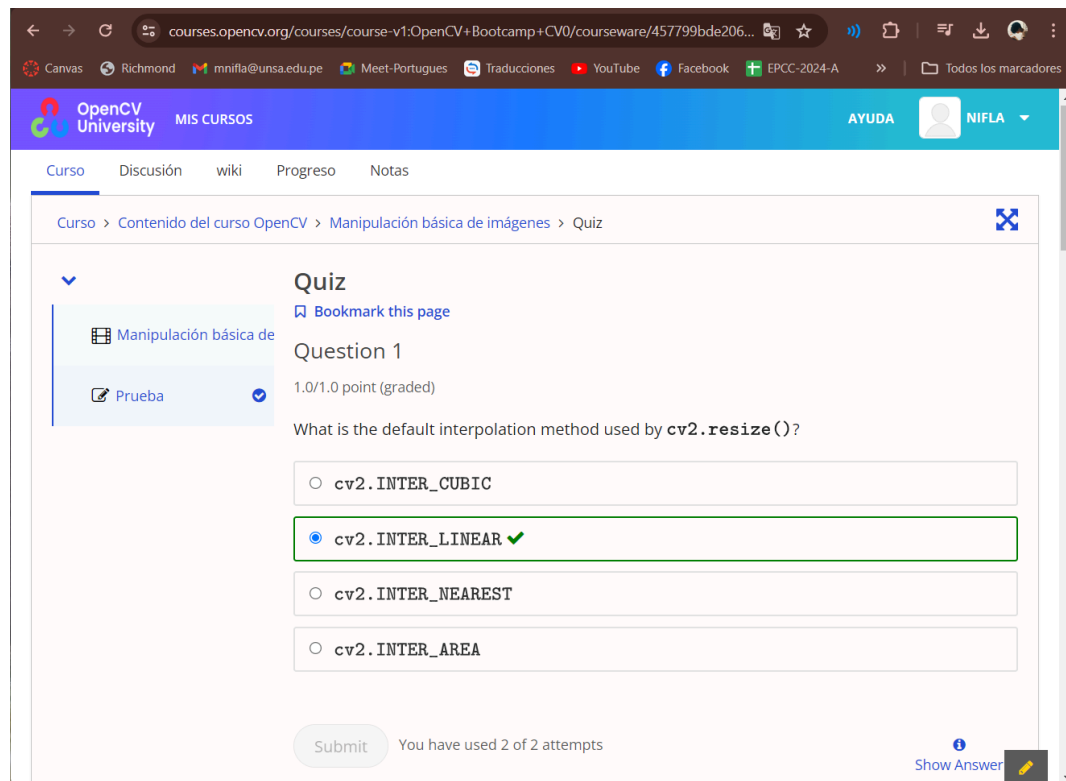 courses.opencv.org/courses/course-v1:OpenCV+Bootcamp+CV0/courseware/457799bde206...
Canvas Richmond mnifla@unsa.edu.pe Meet-Portugues Traducciones YouTube Facebook EPCC-2024-A » Todos los marcadores
OpenCV
University
MIS CURSOS AYUDA NIFLA
Curso Discusión wiki Progreso Notas
Curso > Contenido del curso OpenCV > Manipulación básica de imágenes > Quiz
Manipulación básica de
Prueba
Quiz
Bookmark this page
Question 1
1.0/1.0 point (graded)
What is the default interpolation method used by cv2.resize()?
cv2.INTER_CUBIC
cv2.INTER_LINEAR
cv2.INTER_NEAREST
cv2.INTER_AREA
Submit You have used 2 of 2 attempts
Show Answer